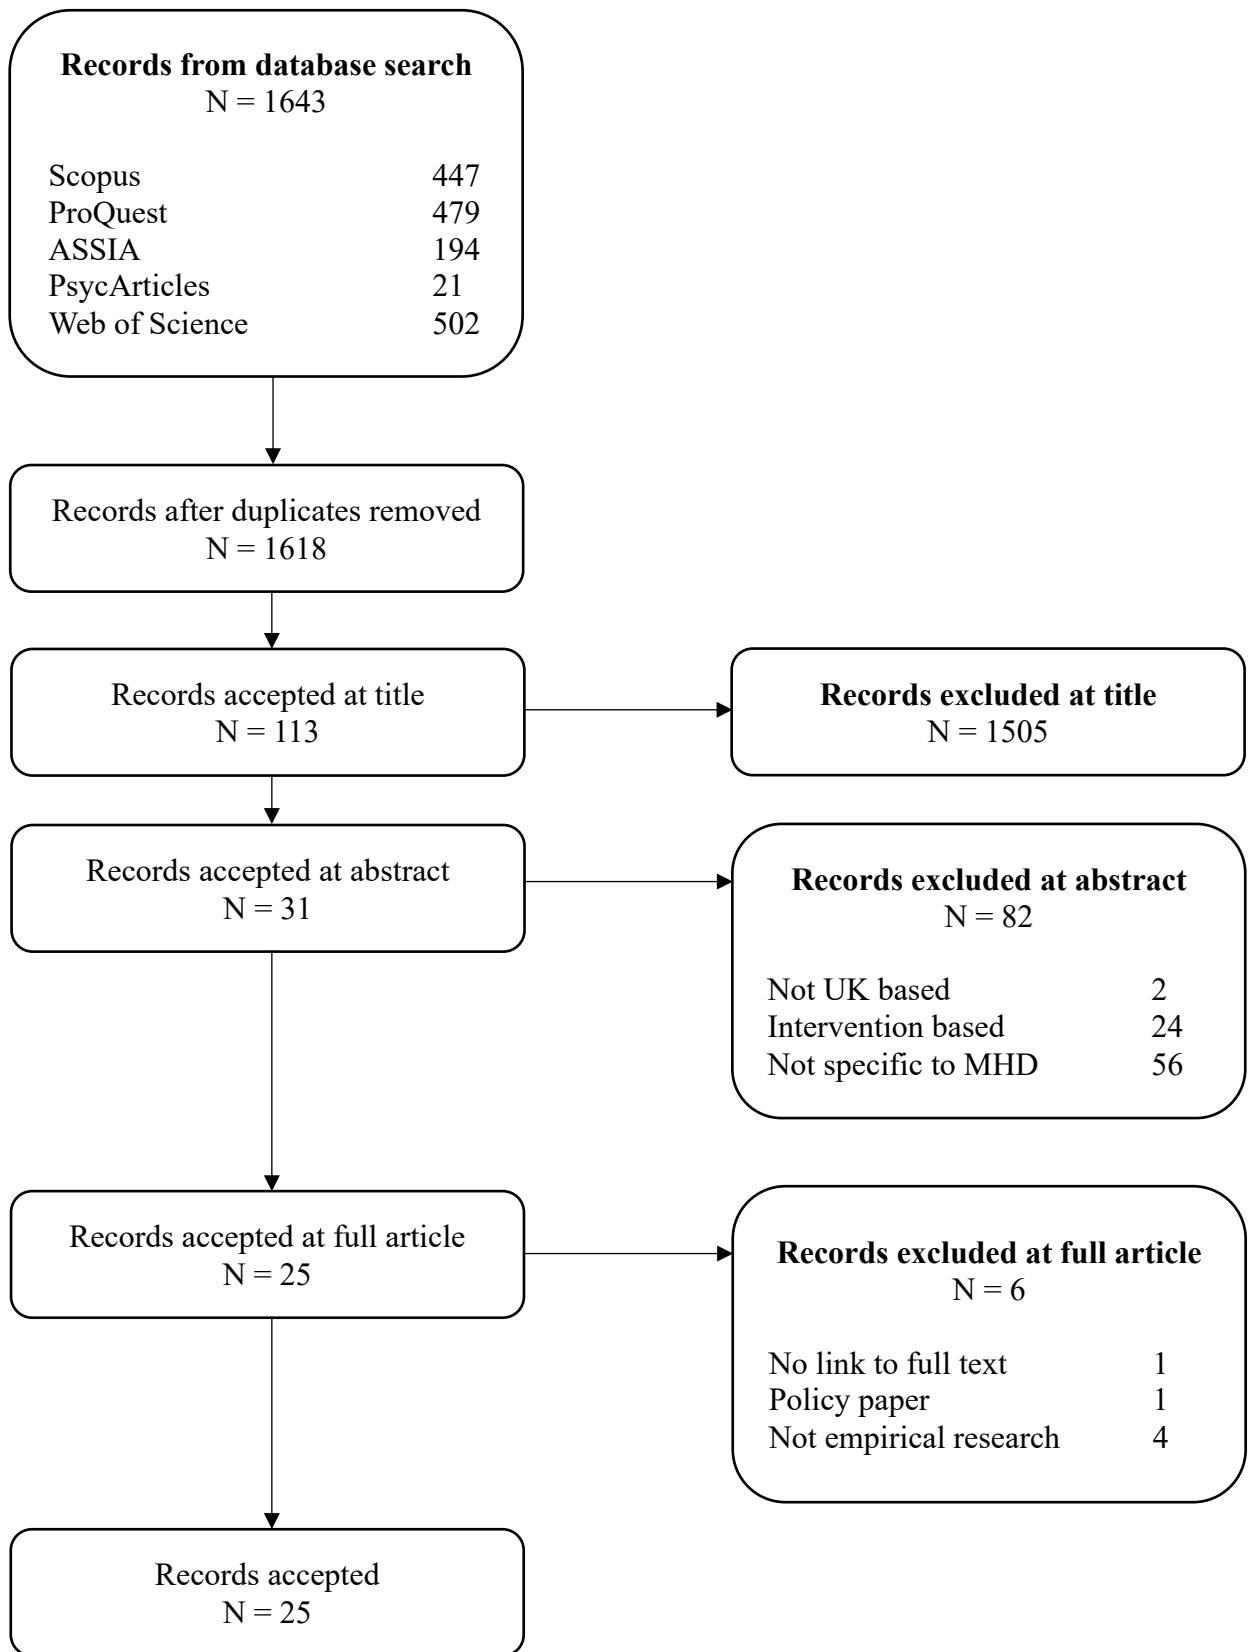 Records from database search
N = 1643
Scopus 447
ProQuest 479
ASSIA 194
PsycArticles 21
Web of Science 502
Records after duplicates removed
N = 1618
Records accepted at title
N = 113
Records excluded at title
N = 1505
Records accepted at abstract
N = 31
Records excluded at abstract
N = 82
Not UK based 2
Intervention based 24
Not specific to MHD 56
Records accepted at full article
N = 25
Records excluded at full article
N = 6
No link to full text 1
Policy paper 1
Not empirical research 4
Records accepted
N = 25